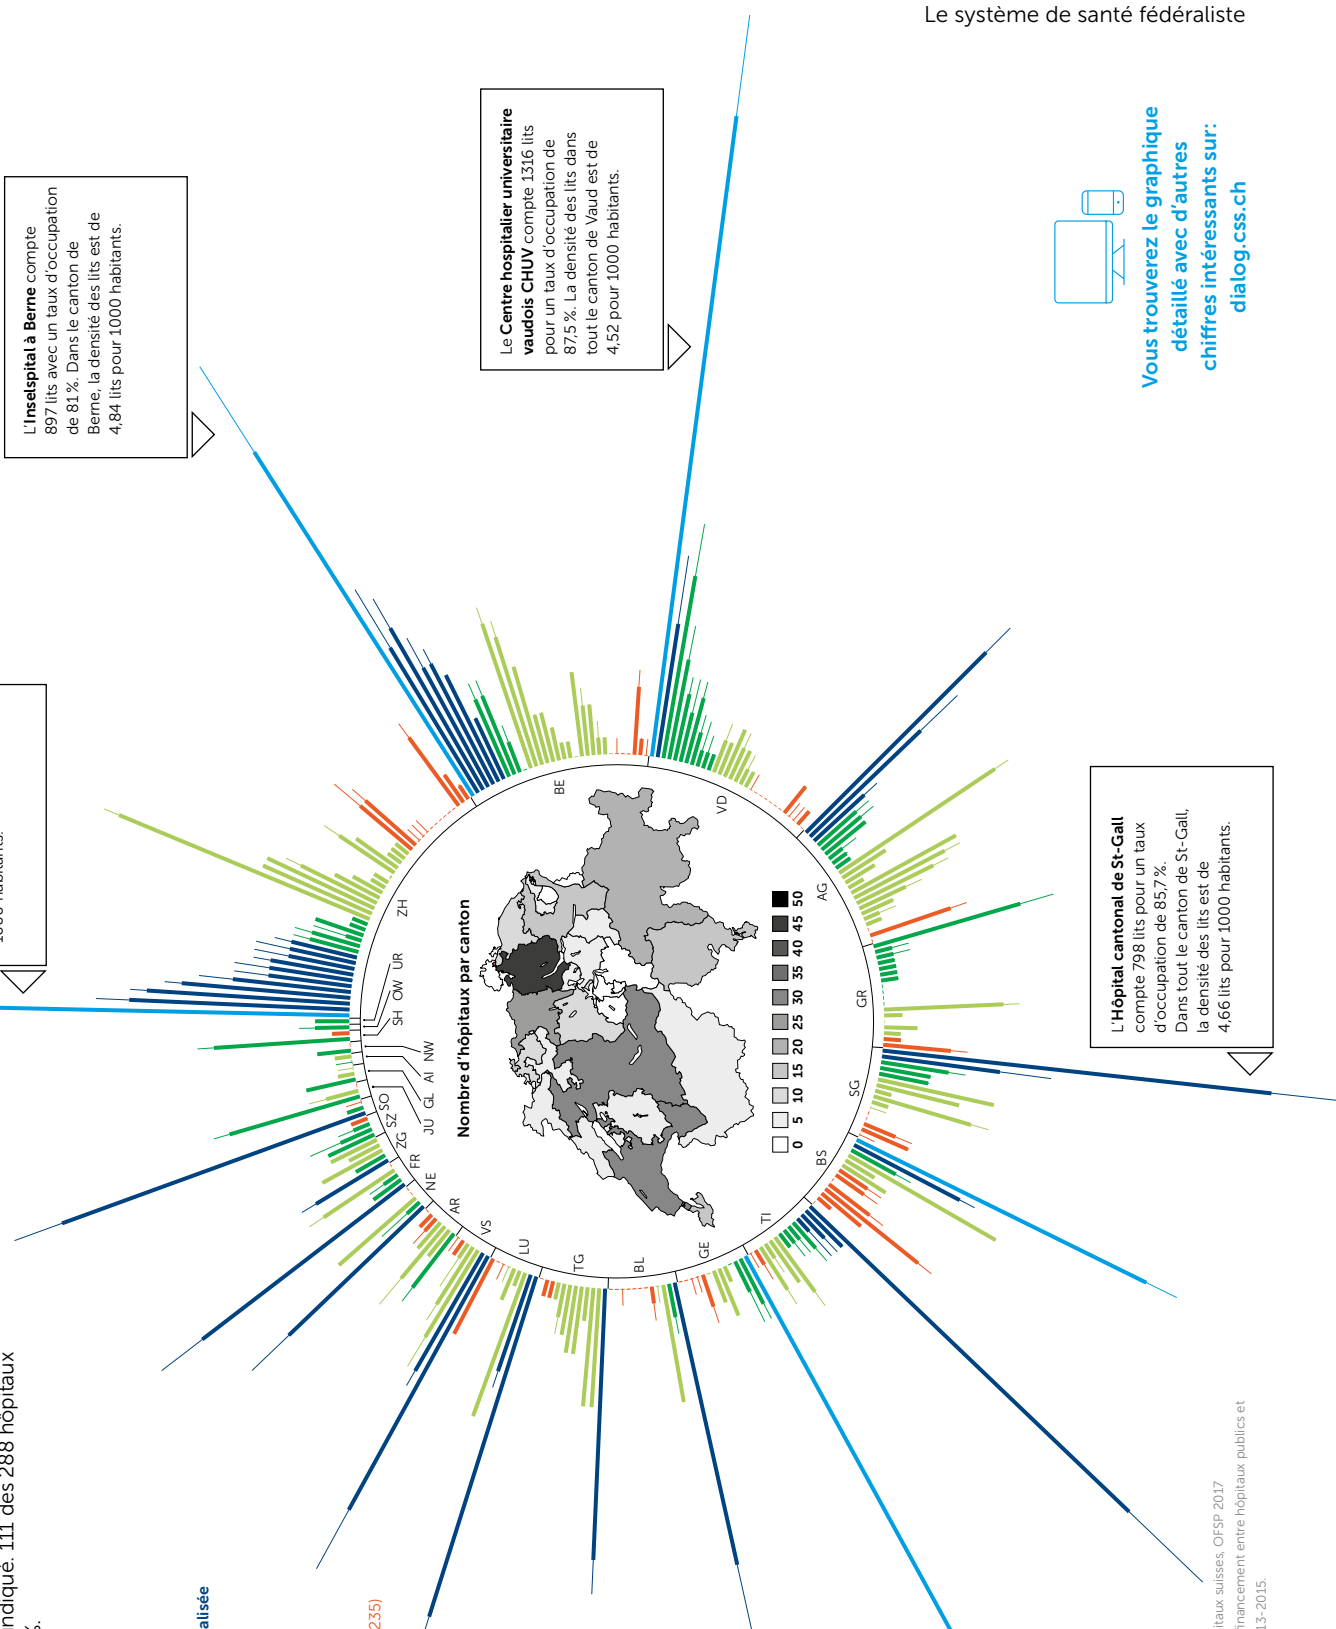 Le système de santé fédéraliste
1000 habitants.
L'Inselspital à Berne compte
897 lits avec un taux d'occupation
de 81 %. Dans le canton de
Berne, la densité des lits est de
4,84 lits pour 1000 habitants.
Le Centre hospitalier universitaire
vaudois CHUV compte 1316 lits
pour un taux d'occupation de
87,5 %. La densité des lits dans
tout le canton de Vaud est de
4,52 pour 1000 habitants.
Vous trouverez le graphique
détaillé avec d'autres
chiffres intéressants sur:
dialog.css.ch
L'Hôpital cantonal de St-Gall
compte 798 lits pour un taux
d'occupation de 85,7 %.
Dans tout le canton de St-Gall,
la densité des lits est de
4,66 lits pour 1000 habitants.
Nombre d'hôpitaux par canton
0 5 10 15 20 25 30 35 40 45 50
ZH
BE
VD
AG
GR
SG
BS
TI
GE
BL
TG
LU
VS
AR
NE
FR
ZG
SZ
SO
JU
GL
AI
NW
SH
OW
UR
indiqué. 111 des 288 hôpitaux
%.
alisée
235)
itaux suisses, OFSP 2017
financement entre hôpitaux publics et
13-2015.